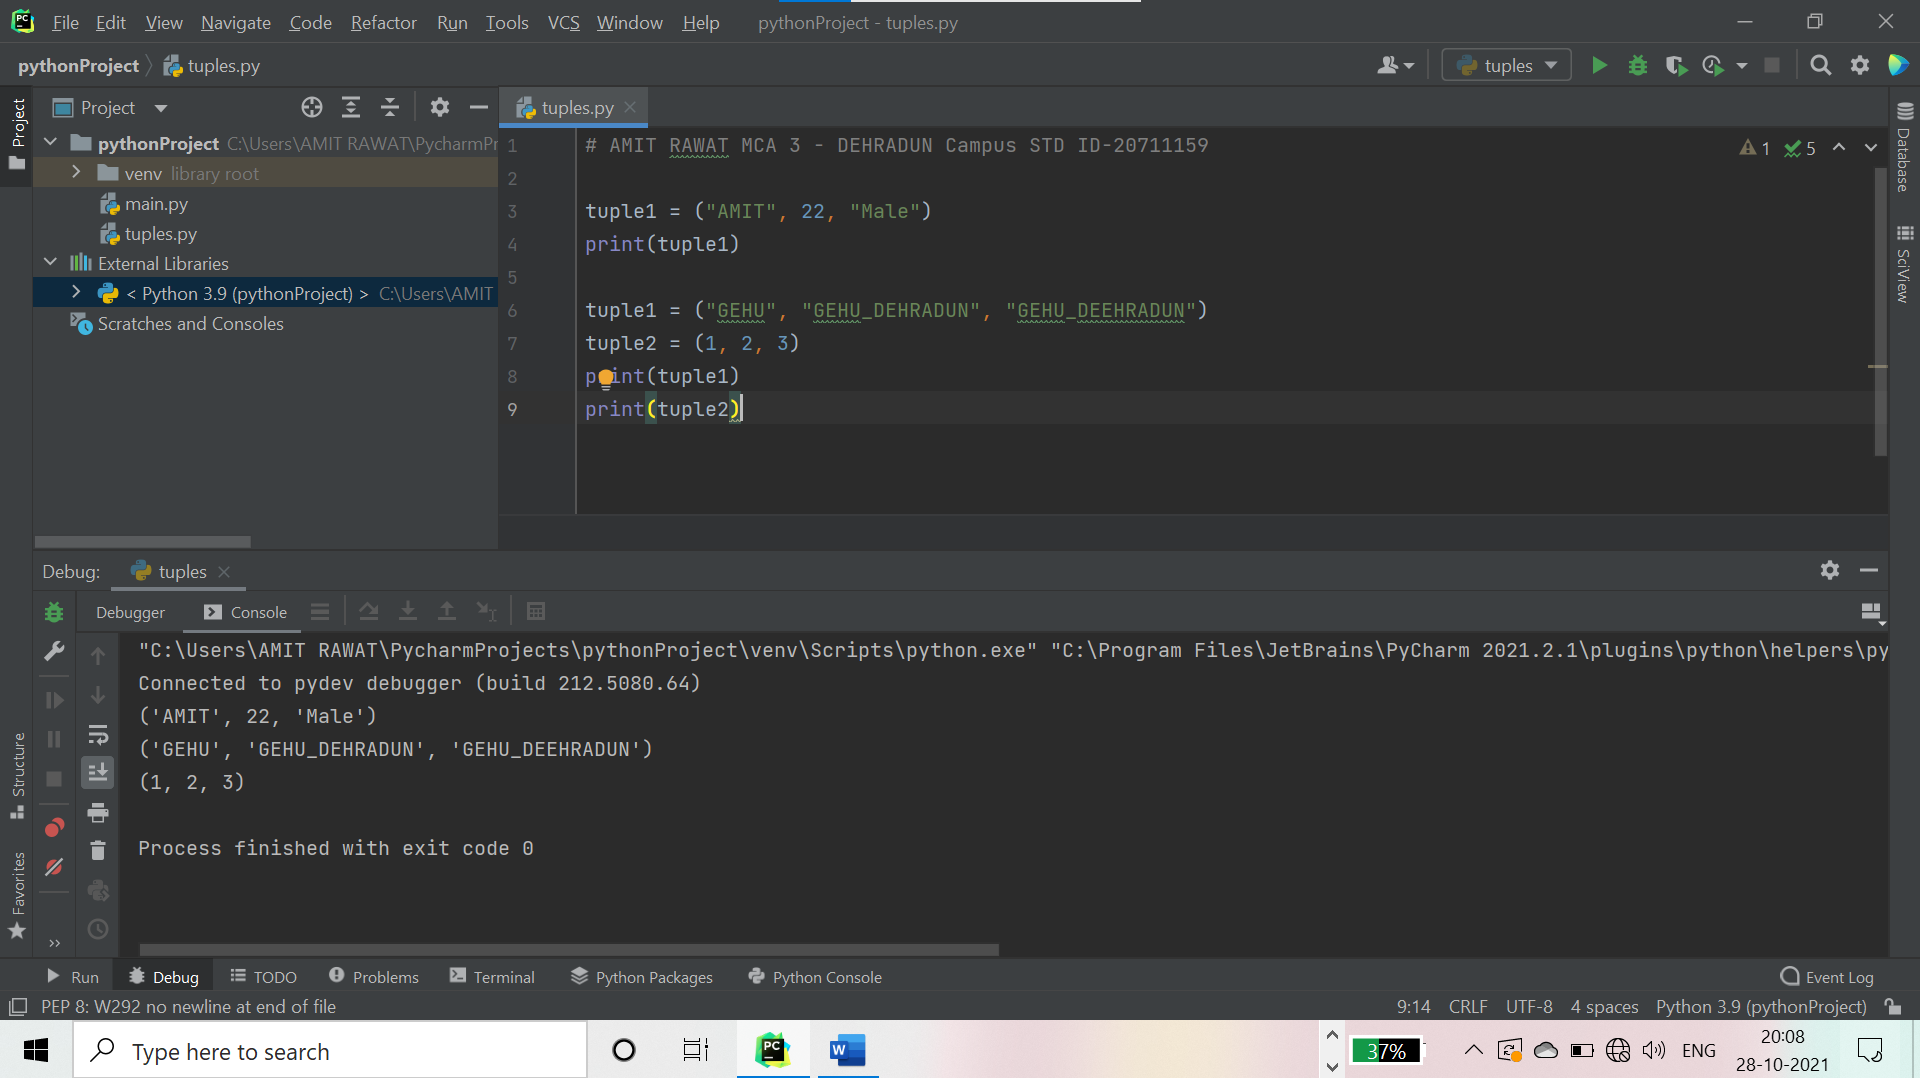 PC File Edit View Navigate Code Refactor Run Tools VCS Window Help pythonProject - tuples.py
pythonProject tuples.py tuples
Project
Project
pythonProject C:\Users\AMIT RAWAT\PycharmPr
venv library root
main.py
tuples.py
External Libraries
< Python 3.9 (pythonProject) > C:\Users\AMIT
Scratches and Consoles
tuples.py
1 # AMIT RAWAT MCA 3 - DEHRADUN Campus STD ID-20711159
2
3 tuple1 = ("AMIT", 22, "Male")
4 print(tuple1)
5
6 tuple1 = ("GEHU", "GEHU_DEHRADUN", "GEHU_DEEHRADUN")
7 tuple2 = (1, 2, 3)
8 print(tuple1)
9 print(tuple2)
1 5
Database
SciView
Debug: tuples
Debugger Console
"C:\Users\AMIT RAWAT\PycharmProjects\pythonProject\venv\Scripts\python.exe" "C:\Program Files\JetBrains\PyCharm 2021.2.1\plugins\python\helpers\py
Connected to pydev debugger (build 212.5080.64)
('AMIT', 22, 'Male')
('GEHU', 'GEHU_DEHRADUN', 'GEHU_DEEHRADUN')
(1, 2, 3)
Process finished with exit code 0
Structure
Favorites
Run Debug TODO Problems Terminal Python Packages Python Console Event Log
PEP 8: W292 no newline at end of file 9:14 CRLF UTF-8 4 spaces Python 3.9 (pythonProject)
Type here to search PC W 37% ENG 20:08
28-10-2021